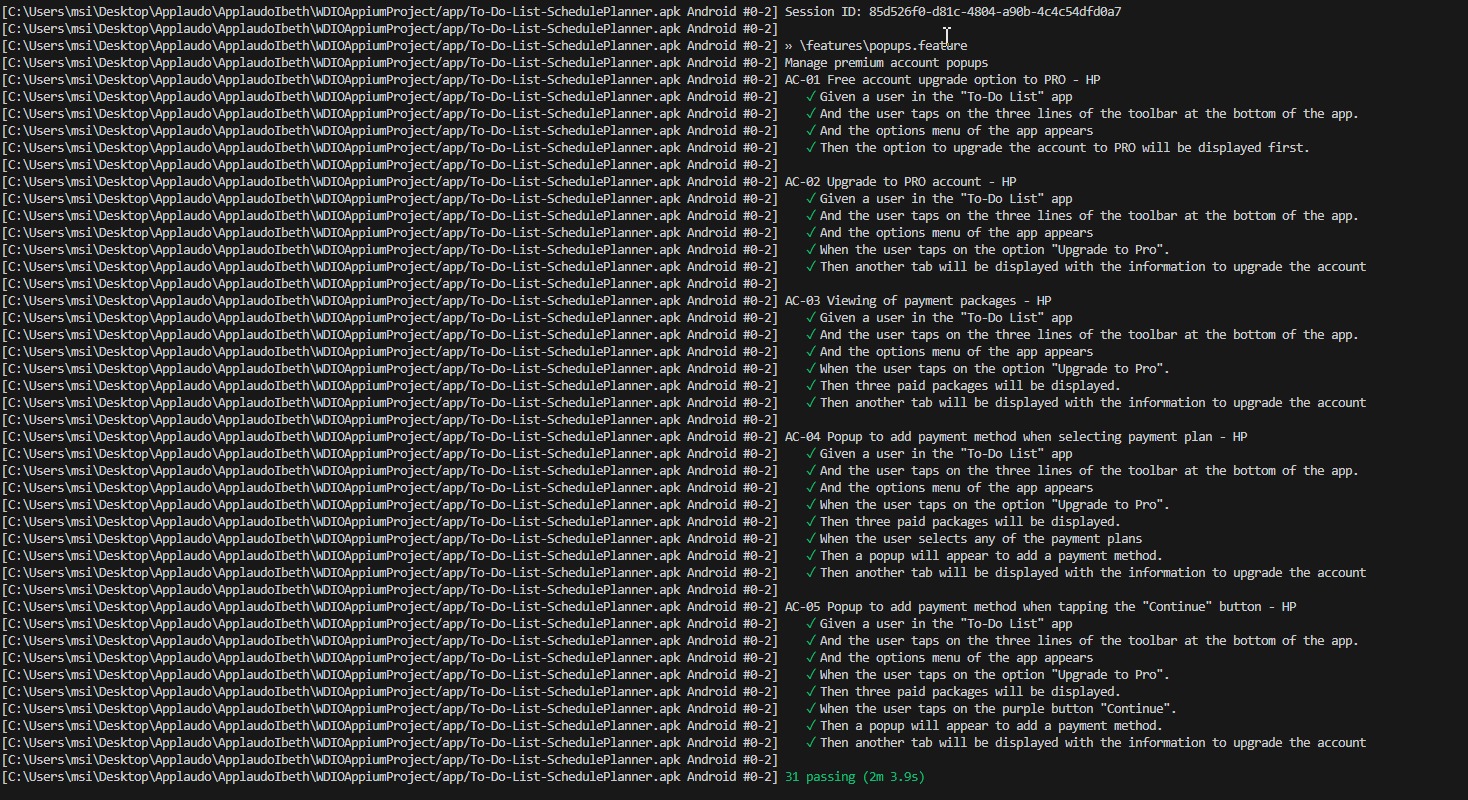 [C:\Users\msi\Desktop\Applaudo\ApplaudoIbeth\WDIOAppiumProject/app/To-Do-List-SchedulePlanner.apk Android #0-2] Session ID: 85d526f0-d81c-4804-a90b-4c4c54dfd0a7
[C:\Users\msi\Desktop\Applaudo\ApplaudoIbeth\WDIOAppiumProject/app/To-Do-List-SchedulePlanner.apk Android #0-2]
[C:\Users\msi\Desktop\Applaudo\ApplaudoIbeth\WDIOAppiumProject/app/To-Do-List-SchedulePlanner.apk Android #0-2] » \features\popups.feature
[C:\Users\msi\Desktop\Applaudo\ApplaudoIbeth\WDIOAppiumProject/app/To-Do-List-SchedulePlanner.apk Android #0-2] Manage premium account popups
[C:\Users\msi\Desktop\Applaudo\ApplaudoIbeth\WDIOAppiumProject/app/To-Do-List-SchedulePlanner.apk Android #0-2] AC-01 Free account upgrade option to PRO - HP
[C:\Users\msi\Desktop\Applaudo\ApplaudoIbeth\WDIOAppiumProject/app/To-Do-List-SchedulePlanner.apk Android #0-2]    ✓ Given a user in the "To-Do List" app
[C:\Users\msi\Desktop\Applaudo\ApplaudoIbeth\WDIOAppiumProject/app/To-Do-List-SchedulePlanner.apk Android #0-2]    ✓ And the user taps on the three lines of the toolbar at the bottom of the app.
[C:\Users\msi\Desktop\Applaudo\ApplaudoIbeth\WDIOAppiumProject/app/To-Do-List-SchedulePlanner.apk Android #0-2]    ✓ And the options menu of the app appears
[C:\Users\msi\Desktop\Applaudo\ApplaudoIbeth\WDIOAppiumProject/app/To-Do-List-SchedulePlanner.apk Android #0-2]    ✓ Then the option to upgrade the account to PRO will be displayed first.
[C:\Users\msi\Desktop\Applaudo\ApplaudoIbeth\WDIOAppiumProject/app/To-Do-List-SchedulePlanner.apk Android #0-2]
[C:\Users\msi\Desktop\Applaudo\ApplaudoIbeth\WDIOAppiumProject/app/To-Do-List-SchedulePlanner.apk Android #0-2] AC-02 Upgrade to PRO account - HP
[C:\Users\msi\Desktop\Applaudo\ApplaudoIbeth\WDIOAppiumProject/app/To-Do-List-SchedulePlanner.apk Android #0-2]    ✓ Given a user in the "To-Do List" app
[C:\Users\msi\Desktop\Applaudo\ApplaudoIbeth\WDIOAppiumProject/app/To-Do-List-SchedulePlanner.apk Android #0-2]    ✓ And the user taps on the three lines of the toolbar at the bottom of the app.
[C:\Users\msi\Desktop\Applaudo\ApplaudoIbeth\WDIOAppiumProject/app/To-Do-List-SchedulePlanner.apk Android #0-2]    ✓ And the options menu of the app appears
[C:\Users\msi\Desktop\Applaudo\ApplaudoIbeth\WDIOAppiumProject/app/To-Do-List-SchedulePlanner.apk Android #0-2]    ✓ When the user taps on the option "Upgrade to Pro".
[C:\Users\msi\Desktop\Applaudo\ApplaudoIbeth\WDIOAppiumProject/app/To-Do-List-SchedulePlanner.apk Android #0-2]    ✓ Then another tab will be displayed with the information to upgrade the account
[C:\Users\msi\Desktop\Applaudo\ApplaudoIbeth\WDIOAppiumProject/app/To-Do-List-SchedulePlanner.apk Android #0-2]
[C:\Users\msi\Desktop\Applaudo\ApplaudoIbeth\WDIOAppiumProject/app/To-Do-List-SchedulePlanner.apk Android #0-2] AC-03 Viewing of payment packages - HP
[C:\Users\msi\Desktop\Applaudo\ApplaudoIbeth\WDIOAppiumProject/app/To-Do-List-SchedulePlanner.apk Android #0-2]    ✓ Given a user in the "To-Do List" app
[C:\Users\msi\Desktop\Applaudo\ApplaudoIbeth\WDIOAppiumProject/app/To-Do-List-SchedulePlanner.apk Android #0-2]    ✓ And the user taps on the three lines of the toolbar at the bottom of the app.
[C:\Users\msi\Desktop\Applaudo\ApplaudoIbeth\WDIOAppiumProject/app/To-Do-List-SchedulePlanner.apk Android #0-2]    ✓ And the options menu of the app appears
[C:\Users\msi\Desktop\Applaudo\ApplaudoIbeth\WDIOAppiumProject/app/To-Do-List-SchedulePlanner.apk Android #0-2]    ✓ When the user taps on the option "Upgrade to Pro".
[C:\Users\msi\Desktop\Applaudo\ApplaudoIbeth\WDIOAppiumProject/app/To-Do-List-SchedulePlanner.apk Android #0-2]    ✓ Then three paid packages will be displayed.
[C:\Users\msi\Desktop\Applaudo\ApplaudoIbeth\WDIOAppiumProject/app/To-Do-List-SchedulePlanner.apk Android #0-2]    ✓ Then another tab will be displayed with the information to upgrade the account
[C:\Users\msi\Desktop\Applaudo\ApplaudoIbeth\WDIOAppiumProject/app/To-Do-List-SchedulePlanner.apk Android #0-2]
[C:\Users\msi\Desktop\Applaudo\ApplaudoIbeth\WDIOAppiumProject/app/To-Do-List-SchedulePlanner.apk Android #0-2] AC-04 Popup to add payment method when selecting payment plan - HP
[C:\Users\msi\Desktop\Applaudo\ApplaudoIbeth\WDIOAppiumProject/app/To-Do-List-SchedulePlanner.apk Android #0-2]    ✓ Given a user in the "To-Do List" app
[C:\Users\msi\Desktop\Applaudo\ApplaudoIbeth\WDIOAppiumProject/app/To-Do-List-SchedulePlanner.apk Android #0-2]    ✓ And the user taps on the three lines of the toolbar at the bottom of the app.
[C:\Users\msi\Desktop\Applaudo\ApplaudoIbeth\WDIOAppiumProject/app/To-Do-List-SchedulePlanner.apk Android #0-2]    ✓ And the options menu of the app appears
[C:\Users\msi\Desktop\Applaudo\ApplaudoIbeth\WDIOAppiumProject/app/To-Do-List-SchedulePlanner.apk Android #0-2]    ✓ When the user taps on the option "Upgrade to Pro".
[C:\Users\msi\Desktop\Applaudo\ApplaudoIbeth\WDIOAppiumProject/app/To-Do-List-SchedulePlanner.apk Android #0-2]    ✓ Then three paid packages will be displayed.
[C:\Users\msi\Desktop\Applaudo\ApplaudoIbeth\WDIOAppiumProject/app/To-Do-List-SchedulePlanner.apk Android #0-2]    ✓ When the user selects any of the payment plans
[C:\Users\msi\Desktop\Applaudo\ApplaudoIbeth\WDIOAppiumProject/app/To-Do-List-SchedulePlanner.apk Android #0-2]    ✓ Then a popup will appear to add a payment method.
[C:\Users\msi\Desktop\Applaudo\ApplaudoIbeth\WDIOAppiumProject/app/To-Do-List-SchedulePlanner.apk Android #0-2]    ✓ Then another tab will be displayed with the information to upgrade the account
[C:\Users\msi\Desktop\Applaudo\ApplaudoIbeth\WDIOAppiumProject/app/To-Do-List-SchedulePlanner.apk Android #0-2]
[C:\Users\msi\Desktop\Applaudo\ApplaudoIbeth\WDIOAppiumProject/app/To-Do-List-SchedulePlanner.apk Android #0-2] AC-05 Popup to add payment method when tapping the "Continue" button - HP
[C:\Users\msi\Desktop\Applaudo\ApplaudoIbeth\WDIOAppiumProject/app/To-Do-List-SchedulePlanner.apk Android #0-2]    ✓ Given a user in the "To-Do List" app
[C:\Users\msi\Desktop\Applaudo\ApplaudoIbeth\WDIOAppiumProject/app/To-Do-List-SchedulePlanner.apk Android #0-2]    ✓ And the user taps on the three lines of the toolbar at the bottom of the app.
[C:\Users\msi\Desktop\Applaudo\ApplaudoIbeth\WDIOAppiumProject/app/To-Do-List-SchedulePlanner.apk Android #0-2]    ✓ And the options menu of the app appears
[C:\Users\msi\Desktop\Applaudo\ApplaudoIbeth\WDIOAppiumProject/app/To-Do-List-SchedulePlanner.apk Android #0-2]    ✓ When the user taps on the option "Upgrade to Pro".
[C:\Users\msi\Desktop\Applaudo\ApplaudoIbeth\WDIOAppiumProject/app/To-Do-List-SchedulePlanner.apk Android #0-2]    ✓ Then three paid packages will be displayed.
[C:\Users\msi\Desktop\Applaudo\ApplaudoIbeth\WDIOAppiumProject/app/To-Do-List-SchedulePlanner.apk Android #0-2]    ✓ When the user taps on the purple button "Continue".
[C:\Users\msi\Desktop\Applaudo\ApplaudoIbeth\WDIOAppiumProject/app/To-Do-List-SchedulePlanner.apk Android #0-2]    ✓ Then a popup will appear to add a payment method.
[C:\Users\msi\Desktop\Applaudo\ApplaudoIbeth\WDIOAppiumProject/app/To-Do-List-SchedulePlanner.apk Android #0-2]    ✓ Then another tab will be displayed with the information to upgrade the account
[C:\Users\msi\Desktop\Applaudo\ApplaudoIbeth\WDIOAppiumProject/app/To-Do-List-SchedulePlanner.apk Android #0-2]
[C:\Users\msi\Desktop\Applaudo\ApplaudoIbeth\WDIOAppiumProject/app/To-Do-List-SchedulePlanner.apk Android #0-2] 31 passing (2m 3.9s)